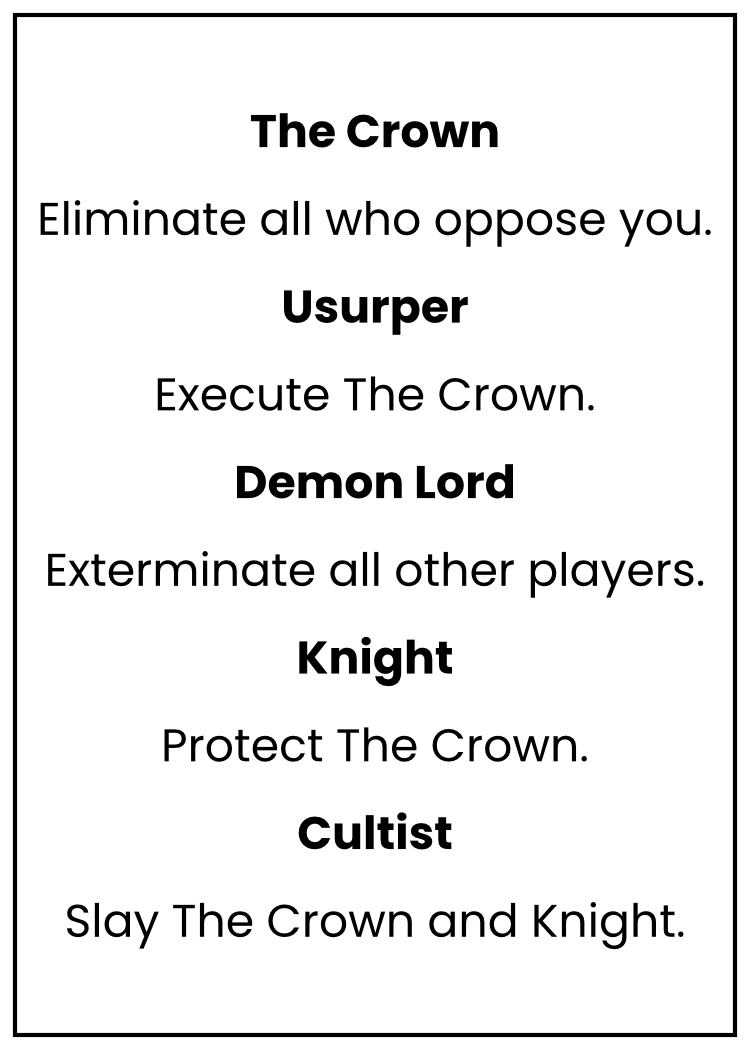 The Crown
Eliminate all who oppose you.
Usurper
Execute The Crown.
Demon Lord
Exterminate all other players.
Knight
Protect The Crown.
Cultist
Slay The Crown and Knight.